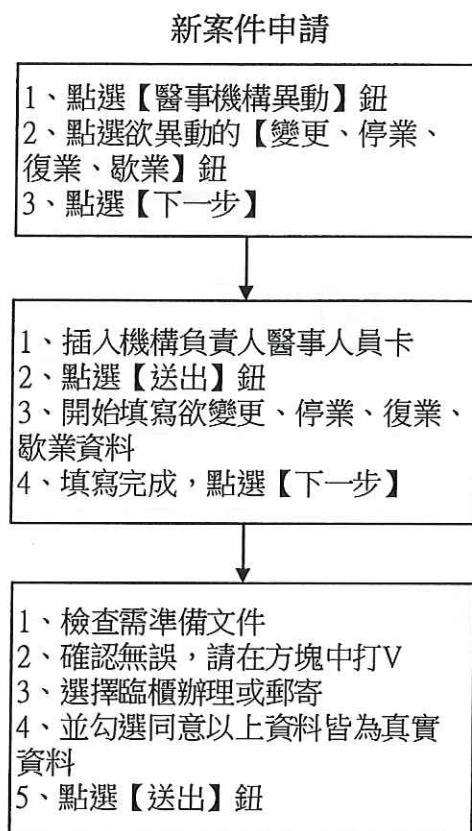 新案件申請
1、點選【醫事機構異動】鈕
2、點選欲異動的【變更、停業、
復業、歇業】鈕
3、點選【下一步】
1、插入機構負責人醫事人員卡
2、點選【送出】鈕
3、開始填寫欲變更、停業、復業、
歇業資料
4、填寫完成，點選【下一步】
1、檢查需準備文件
2、確認無誤，請在方塊中打V
3、選擇臨櫃辦理或郵寄
4、並勾選同意以上資料皆為真實
資料
5、點選【送出】鈕